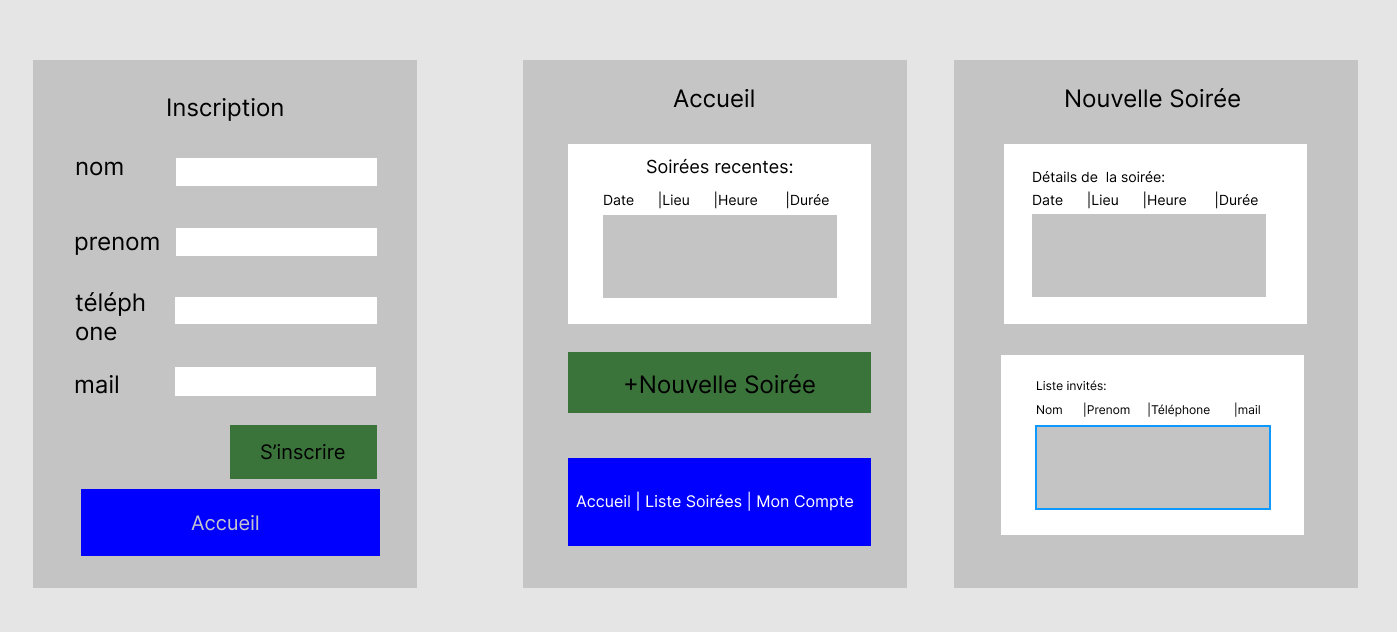 Inscription
nom
prenom
téléph
one
mail
S’inscrire
Accueil
Accueil
Soirées recentes:
Date |Lieu |Heure |Durée
+Nouvelle Soirée
Accueil | Liste Soirées | Mon Compte
Nouvelle Soirée
Détails de  la soirée:
Date |Lieu |Heure |Durée
Liste invités:
Nom |Prenom |Téléphone |mail